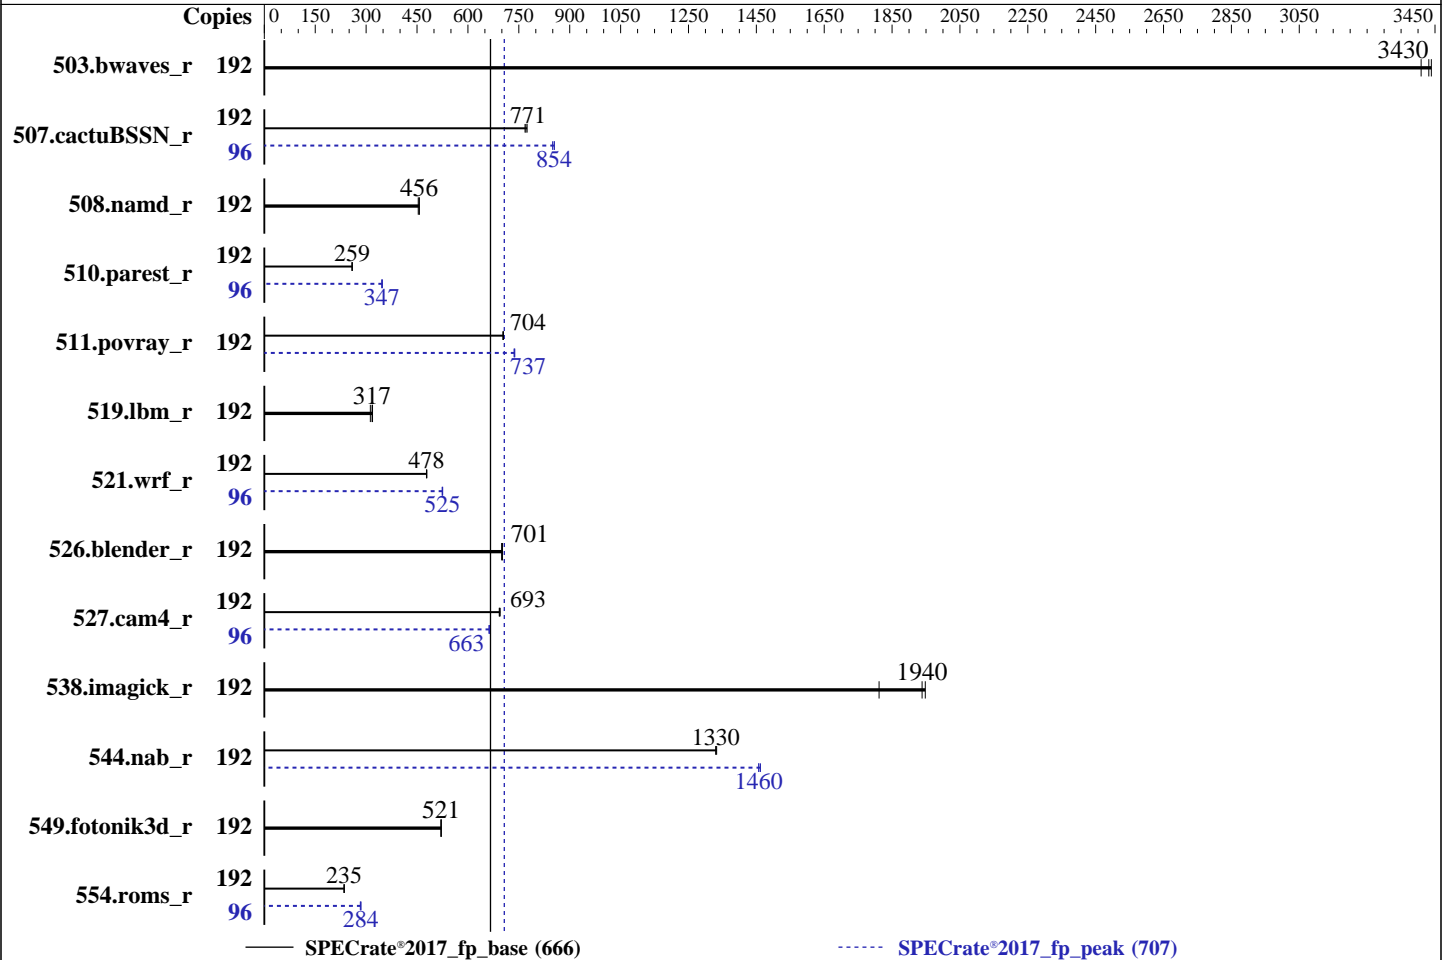 Copies 0 150 300 450 600 750 900 1050 1250 1450 1650 1850 2050 2250 2450 2650 2850 3050 3450
503.bwaves_r 192 3430
507.cactuBSSN_r 192 771
96 854
508.namd_r 192 456
510.parest_r 192 259
96 347
511.povray_r 192 704
737
519.lbm_r 192 317
521.wrf_r 192 478
96 525
526.blender_r 192 701
527.cam4_r 192 693
96 663
538.imagick_r 192 1940
544.nab_r 192 1330
1460
549.fotonik3d_r 192 521
554.roms_r 192 235
96 284
SPECrate®2017_fp_base (666) SPECrate®2017_fp_peak (707)